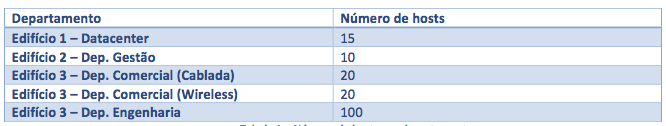 Departamento Número de hosts
Edifício 1 – Datacenter 15
Edifício 2 – Dep. Gestão 10
Edifício 3 – Dep. Comercial (Cablada) 20
Edifício 3 – Dep. Comercial (Wireless) 20
Edifício 3 – Dep. Engenharia 100